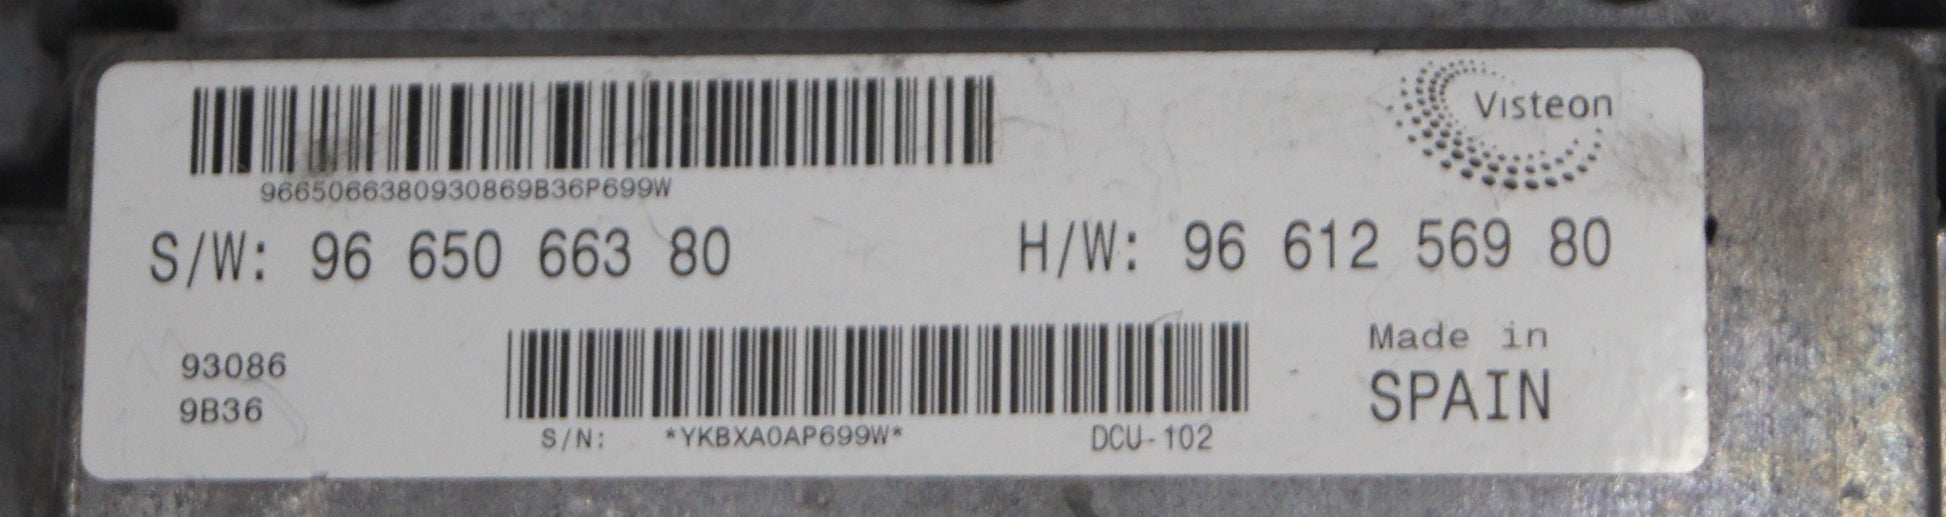 Visteon
9665066380930869B36P699W
S/W: 96 650 663 80 H/W: 96 612 569 80
93086
9B36
Made in
SPAIN
S/N: *YKBXA0AP699W* DCU-102